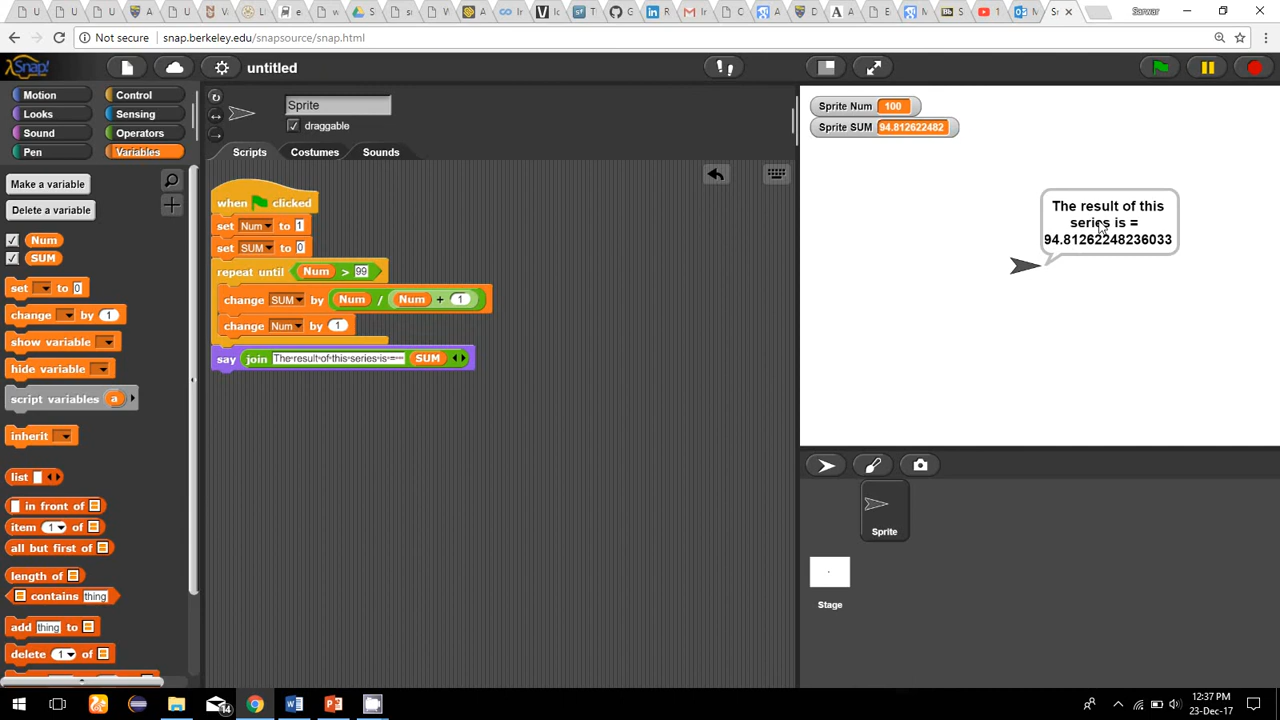 Sarwar
Not secure | snap.berkeley.edu/snapsource/snap.html
Snap!
untitled
Motion
Control
Looks
Sensing
Sound
Operators
Pen
Variables
Make a variable
Delete a variable
Num
SUM
set to 0
change by 1
show variable
hide variable
script variables a
inherit
list
in front of
item 1 of
all but first of
length of
contains thing
add thing to
delete 1 of
Sprite
draggable
Scripts
Costumes
Sounds
when clicked
set Num to 1
set SUM to 0
repeat until Num > 99
change SUM by Num / Num + 1
change Num by 1
say join The·result·of·this·series·is·=· SUM
Sprite Num 100
Sprite SUM 94.812622482
The result of this
series is =
94.81262248236033
Sprite
Stage
14
12:37 PM
23-Dec-17